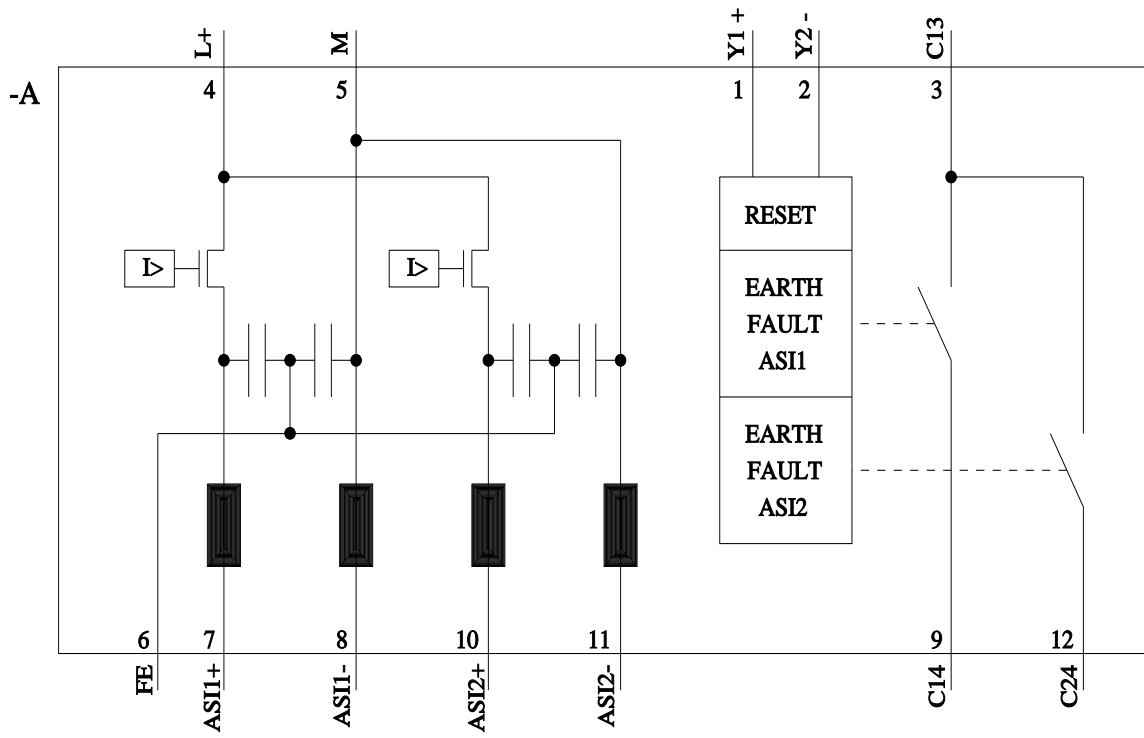 L+ M Y1 + Y2 - C13
-A 4 5 1 2 3
RESET
I> I>
EARTH
FAULT
ASI1
EARTH
FAULT
ASI2
6 7 8 10 11 9 12
FE ASI1+ ASI1- ASI2+ ASI2- C14 C24